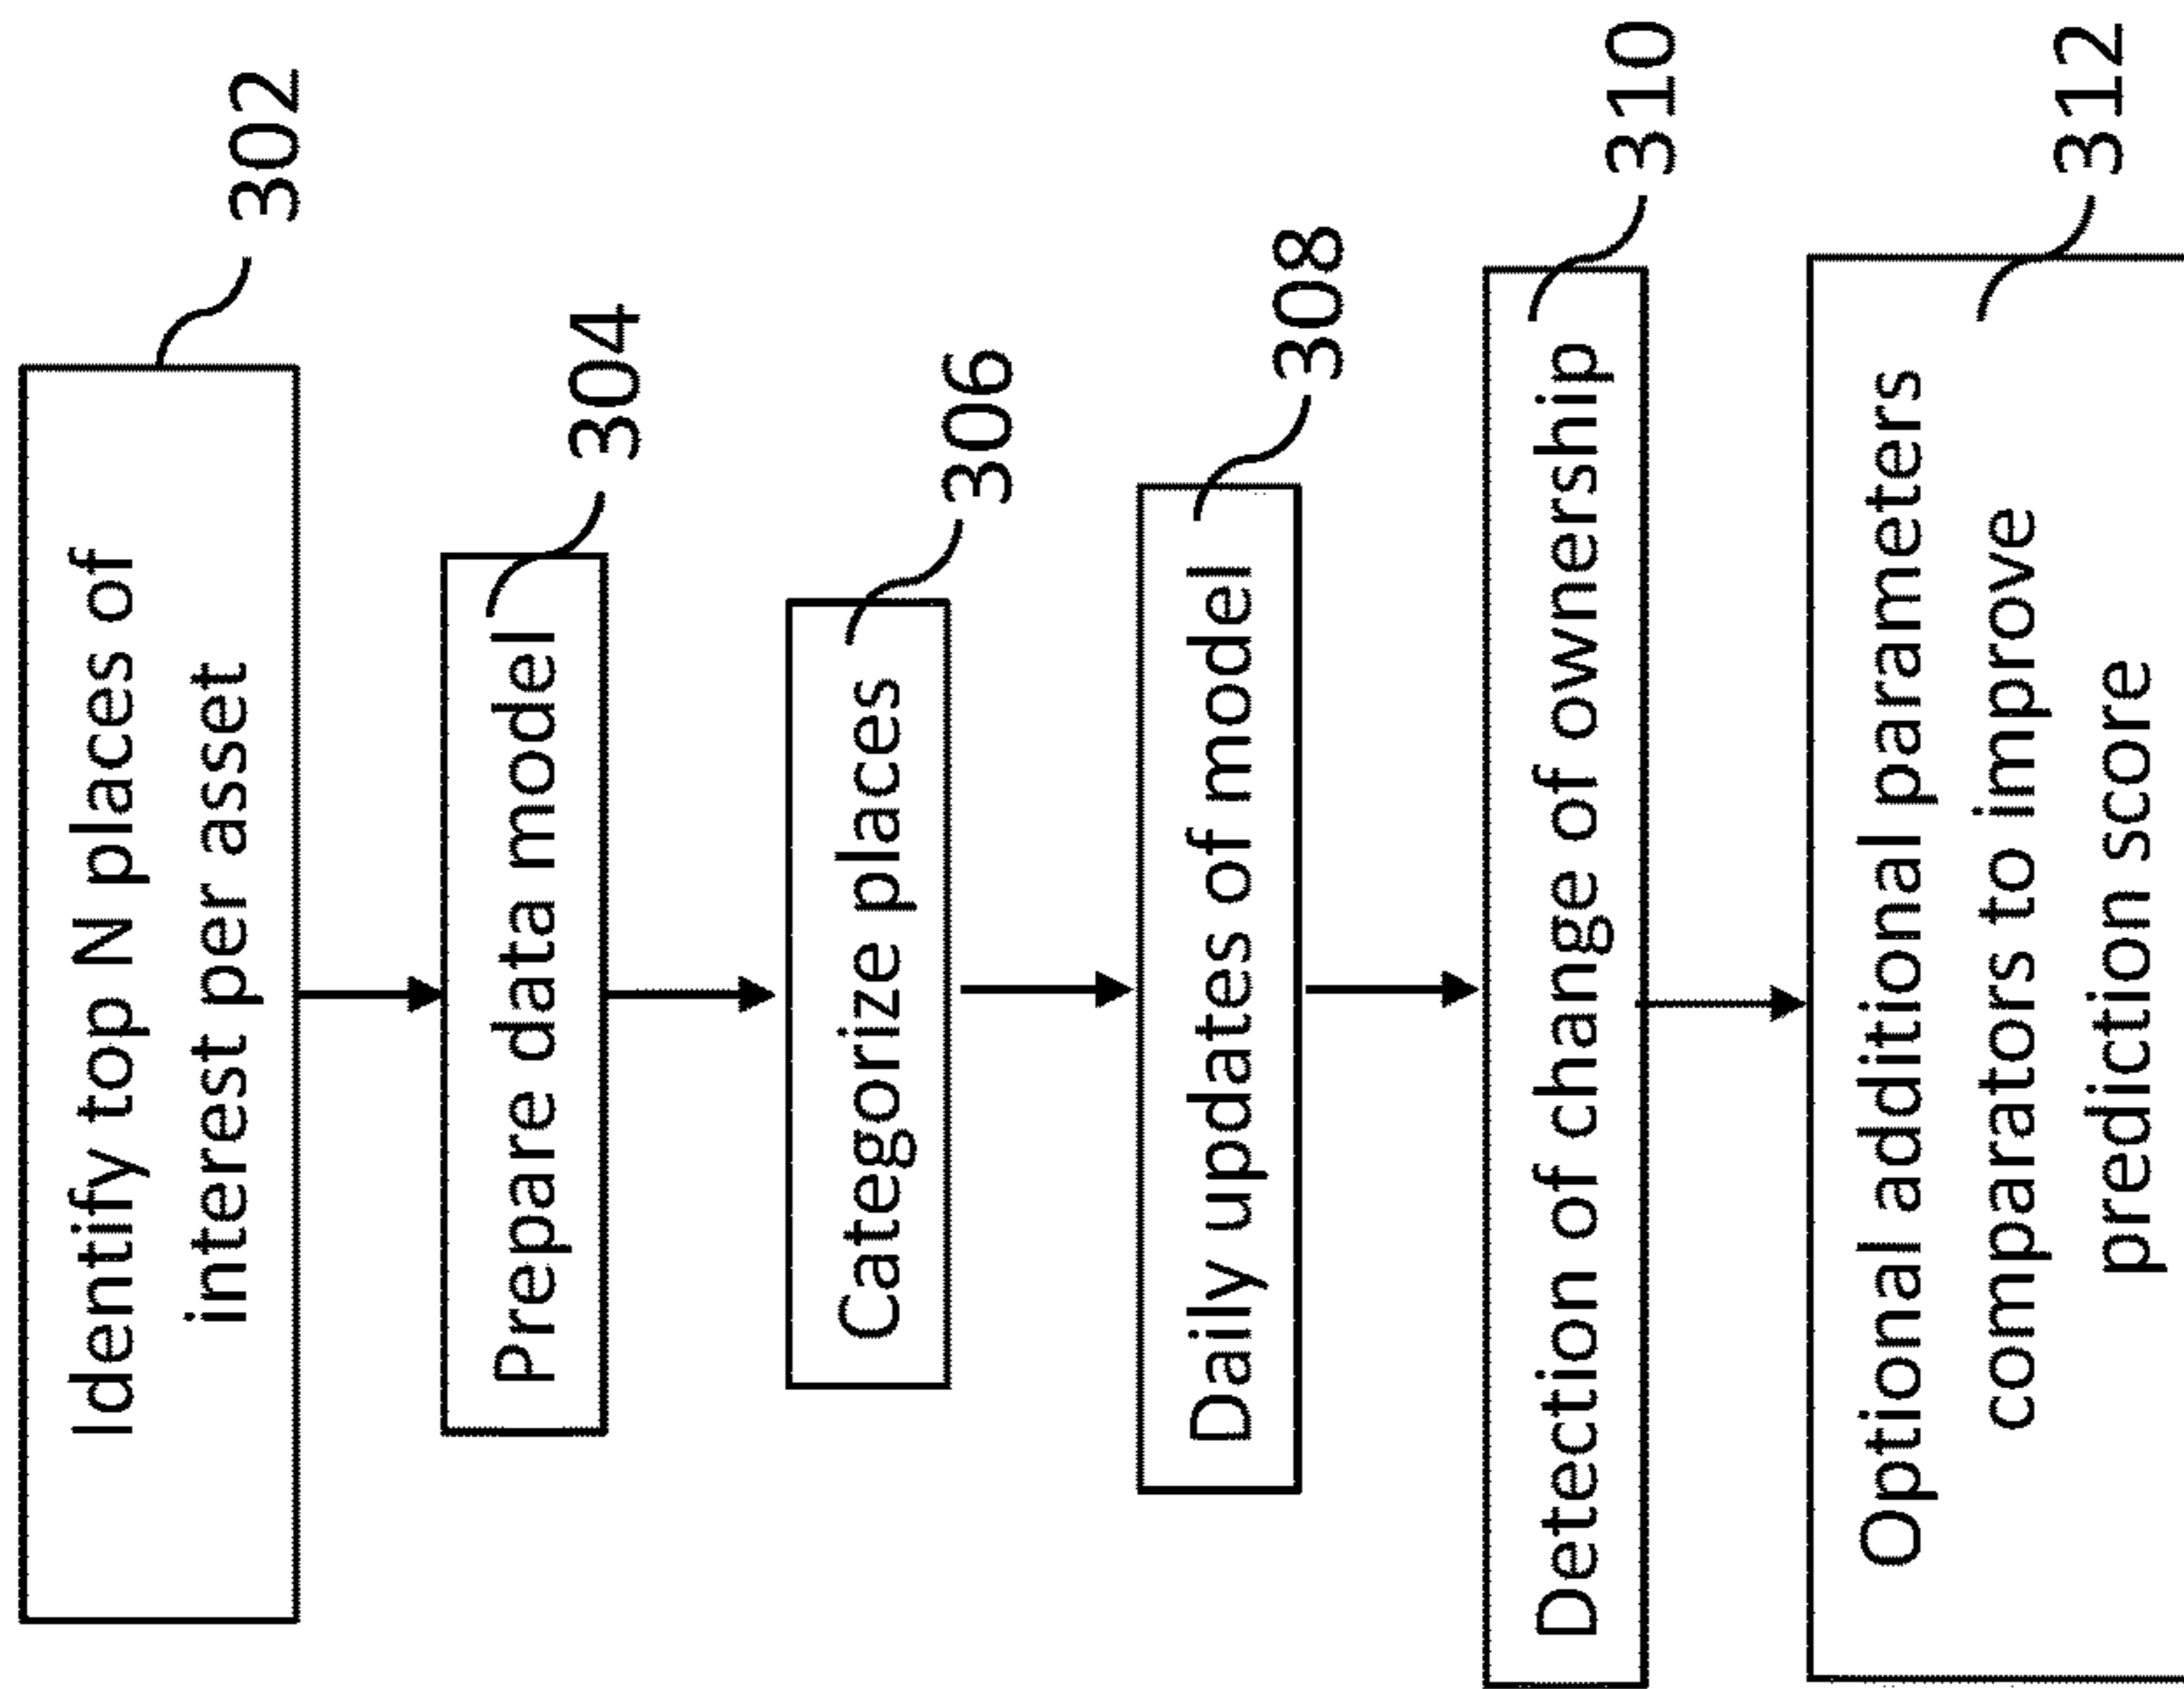 Identify top N places of
interest per asset
302
Prepare data model
304
Categorize places
306
Daily updates of model
308
Detection of change of ownership
310
Optional additional parameters
comparators to improve
prediction score
312